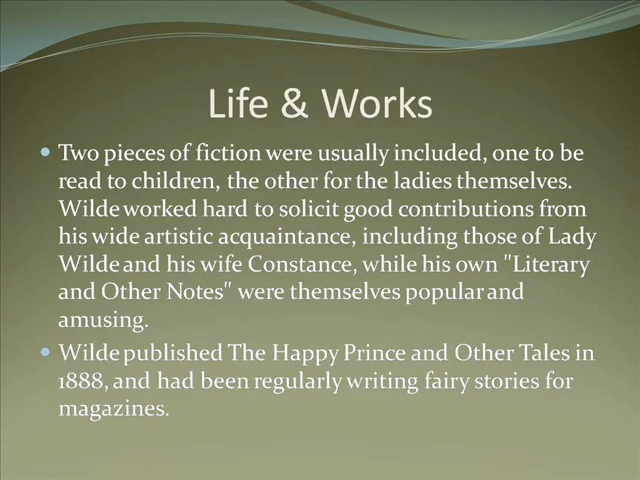 Life & Works
Two pieces of fiction were usually included, one to be
read to children, the other for the ladies themselves.
Wilde worked hard to solicit good contributions from
his wide artistic acquaintance, including those of Lady
Wilde and his wife Constance, while his own "Literary
and Other Notes" were themselves popular and
amusing.
Wilde published The Happy Prince and Other Tales in
1888, and had been regularly writing fairy stories for
magazines.